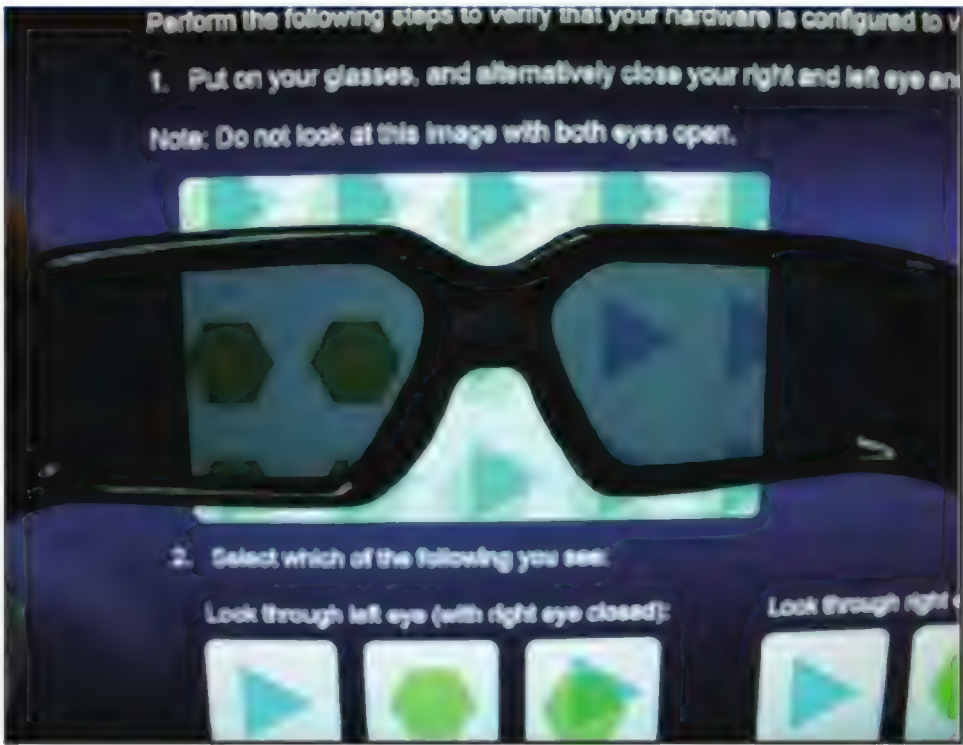 Perform the following steps to verify that your hardware is configured to v
1. Put on your glasses, and alternatively close your right and left eye an
Note: Do not look at this image with both eyes open.
2. Select which of the following you see:
Look through left eye (with right eye closed):
Look through right e